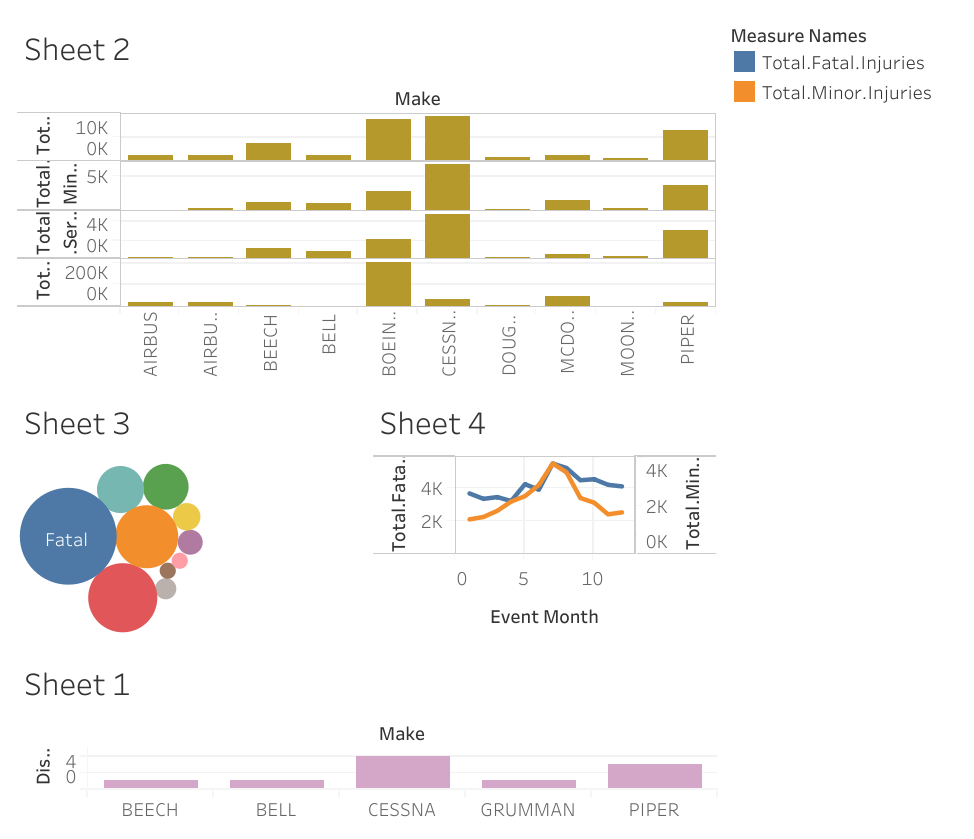 Sheet 2
Measure Names
Total.Fatal.Injuries
Total.Minor.Injuries
Make
Tot..
10K
0K
Total.
Min..
5K
Total
.Ser..
4K
0K
Tot..
200K
0K
AIRBUS
AIRBU..
BEECH
BELL
BOEIN..
CESSN..
DOUG..
MCDO..
MOON..
PIPER
Sheet 3
Fatal
Sheet 4
Total.Fata..
4K
2K
4K
2K
0K
Total.Min..
0 5 10
Event Month
Sheet 1
Make
Dis..
4
0
BEECH BELL CESSNA GRUMMAN PIPER